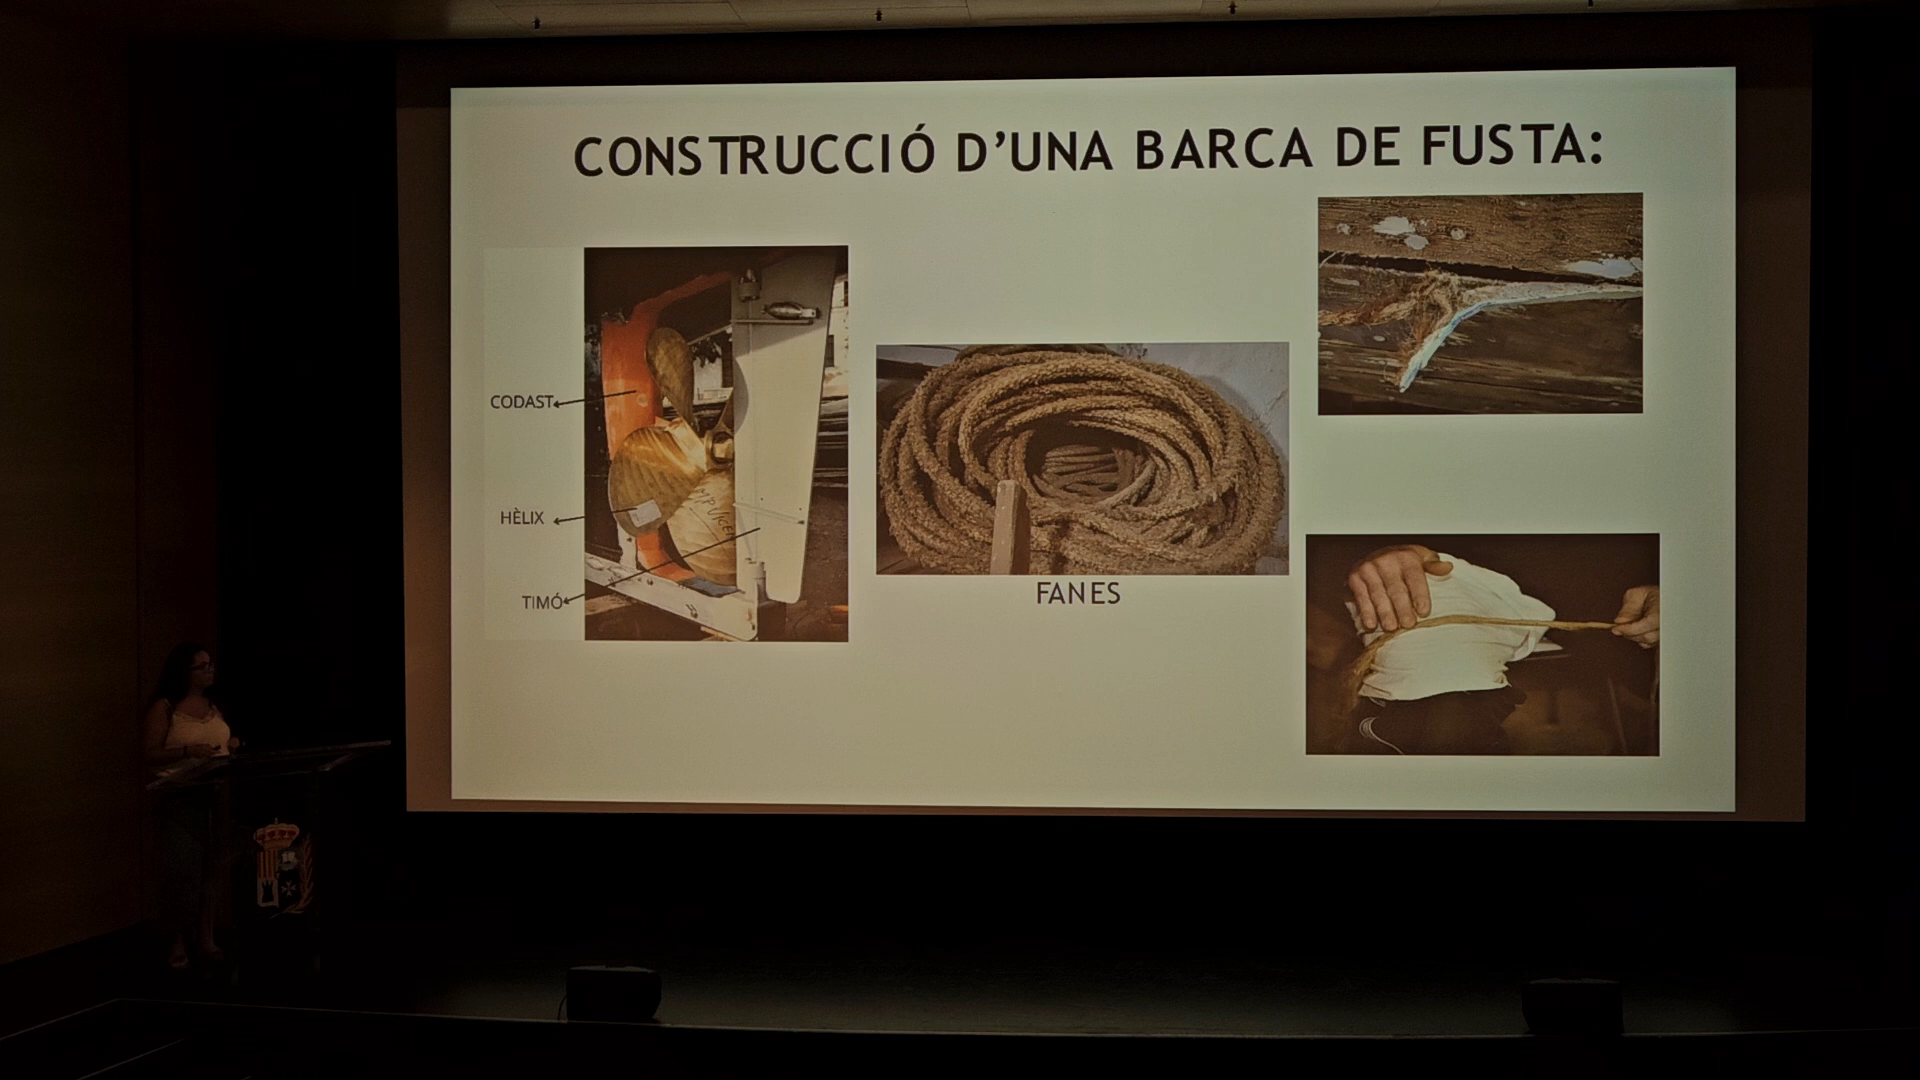 CONSTRUCCIÓ D'UNA BARCA DE FUSTA:
CODAST
HÈLIX
TIMÓ
FANES